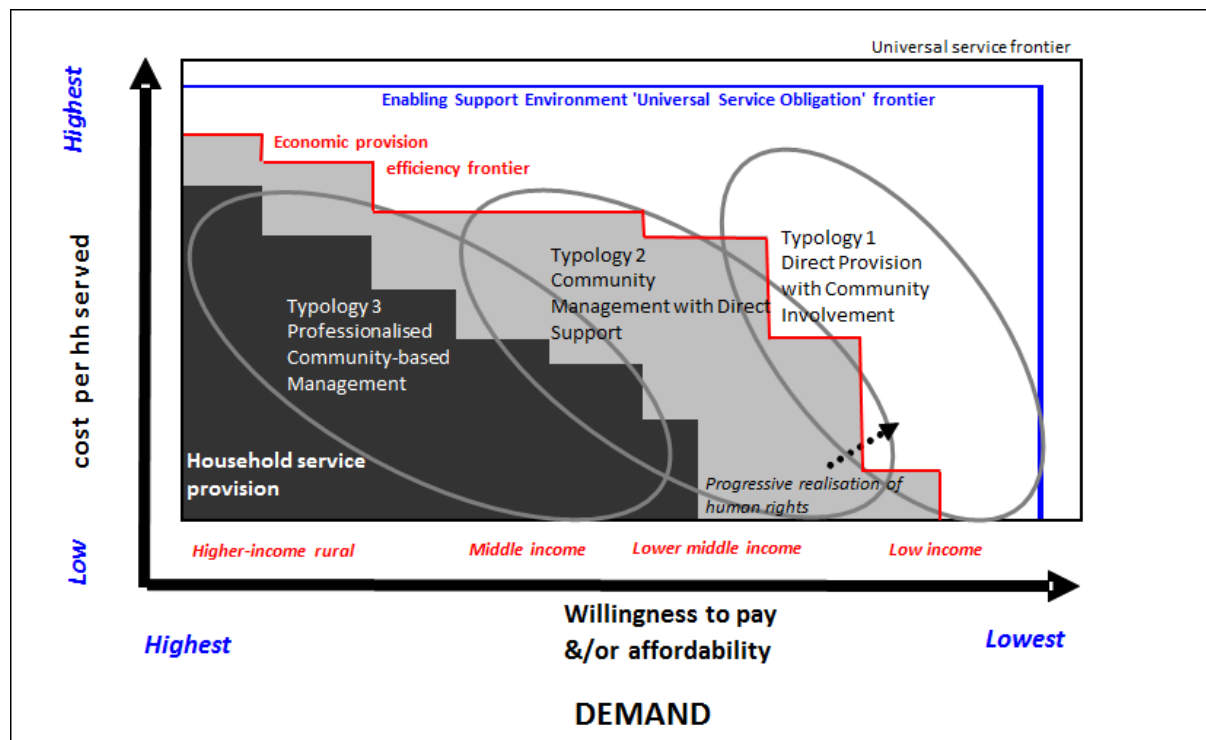 Universal service frontier
Highest
Enabling Support Environment 'Universal Service Obligation' frontier
Economic provision
efficiency frontier
cost per hh served
Typology 1
Direct Provision
with Community
Involvement
Typology 2
Community
Management with Direct
Support
Typology 3
Professionalised
Community-based
Management
Household service
provision
Progressive realisation of
human rights
Low
Higher-income rural
Middle income
Lower middle income
Low income
Willingness to pay
&/or affordability
Highest
Lowest
DEMAND